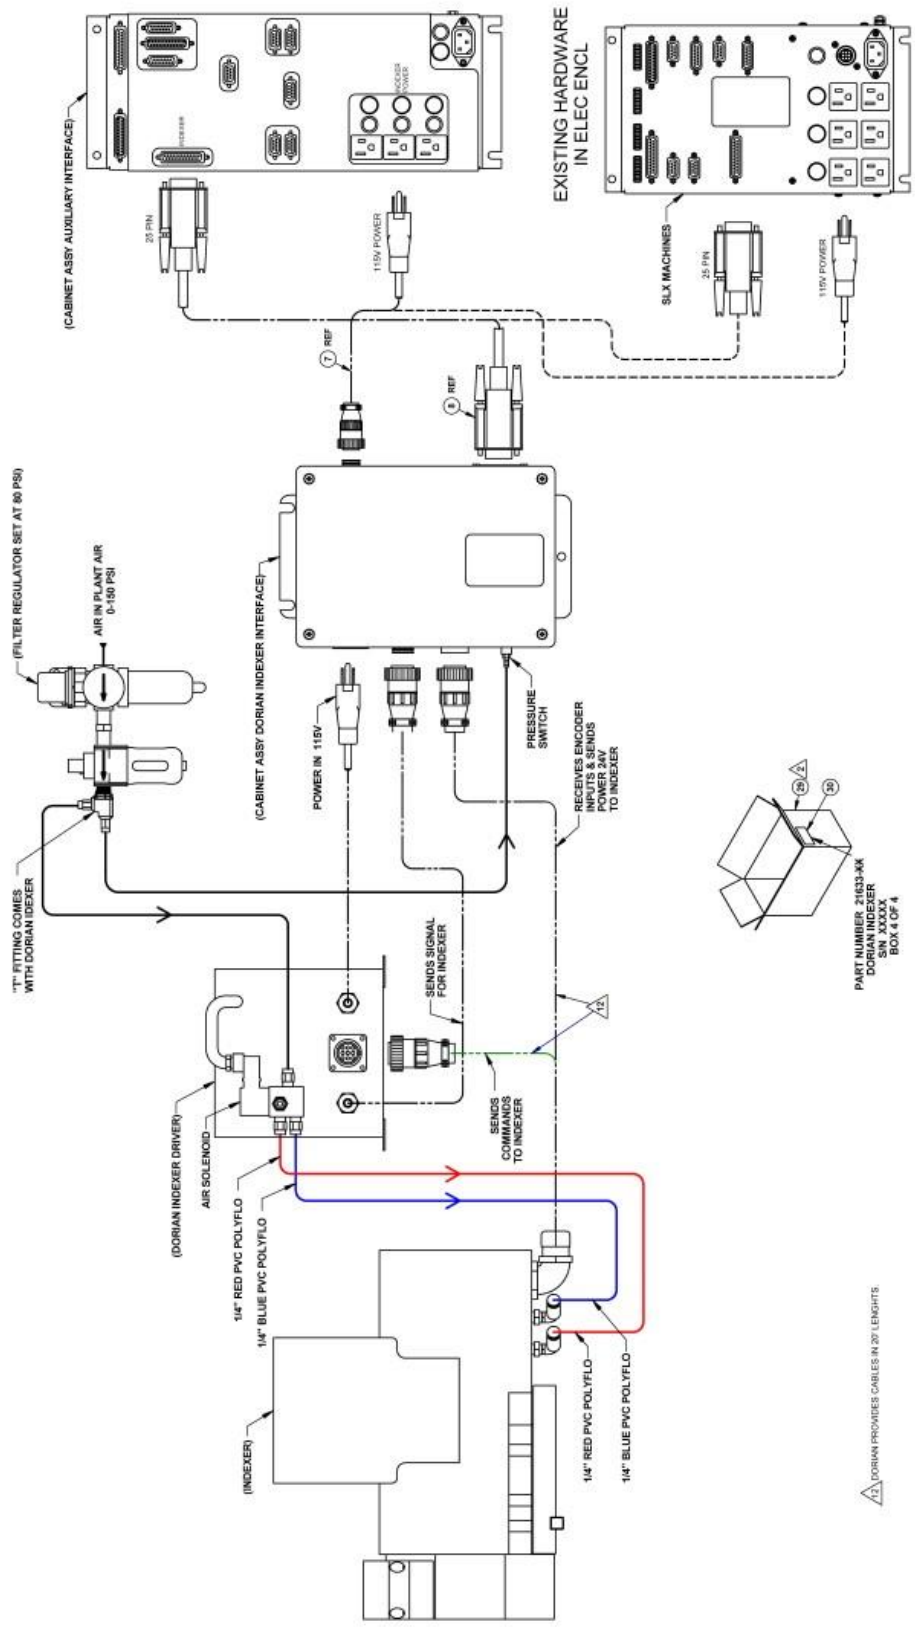 (CABINET ASSY AUXILIARY INTERFACE)
INDEXER
INDEXER
POWER
25 PIN
115V POWER
EXISTING HARDWARE
IN ELEC ENCL
SLX MACHINES
25 PIN
115V POWER
7 REF
8 REF
(FILTER REGULATOR SET AT 80 PSI)
AIR IN PLANT AIR
0-150 PSI
(CABINET ASSY DORIAN INDEXER INTERFACE)
POWER IN 115V
PRESSURE
SWITCH
RECEIVES ENCODER
INPUTS & SENDS
POWER 24V
TO INDEXER
"T" FITTING COMES
WITH DORIAN IDEXER
SENDS SIGNAL
FOR INDEXER
12
SENDS
COMMANDS
TO INDEXER
(DORIAN INDEXER DRIVER)
AIR SOLENOID
1/4" RED PVC POLYFLO
1/4" BLUE PVC POLYFLO
(INDEXER)
1/4" RED PVC POLYFLO
1/4" BLUE PVC POLYFLO
29 2
30
PART NUMBER 21633-XX
DORIAN INDEXER
S/N XXXXX
BOX 4 OF 4
12 DORIAN PROVIDES CABLES IN 20' LENGHTS.